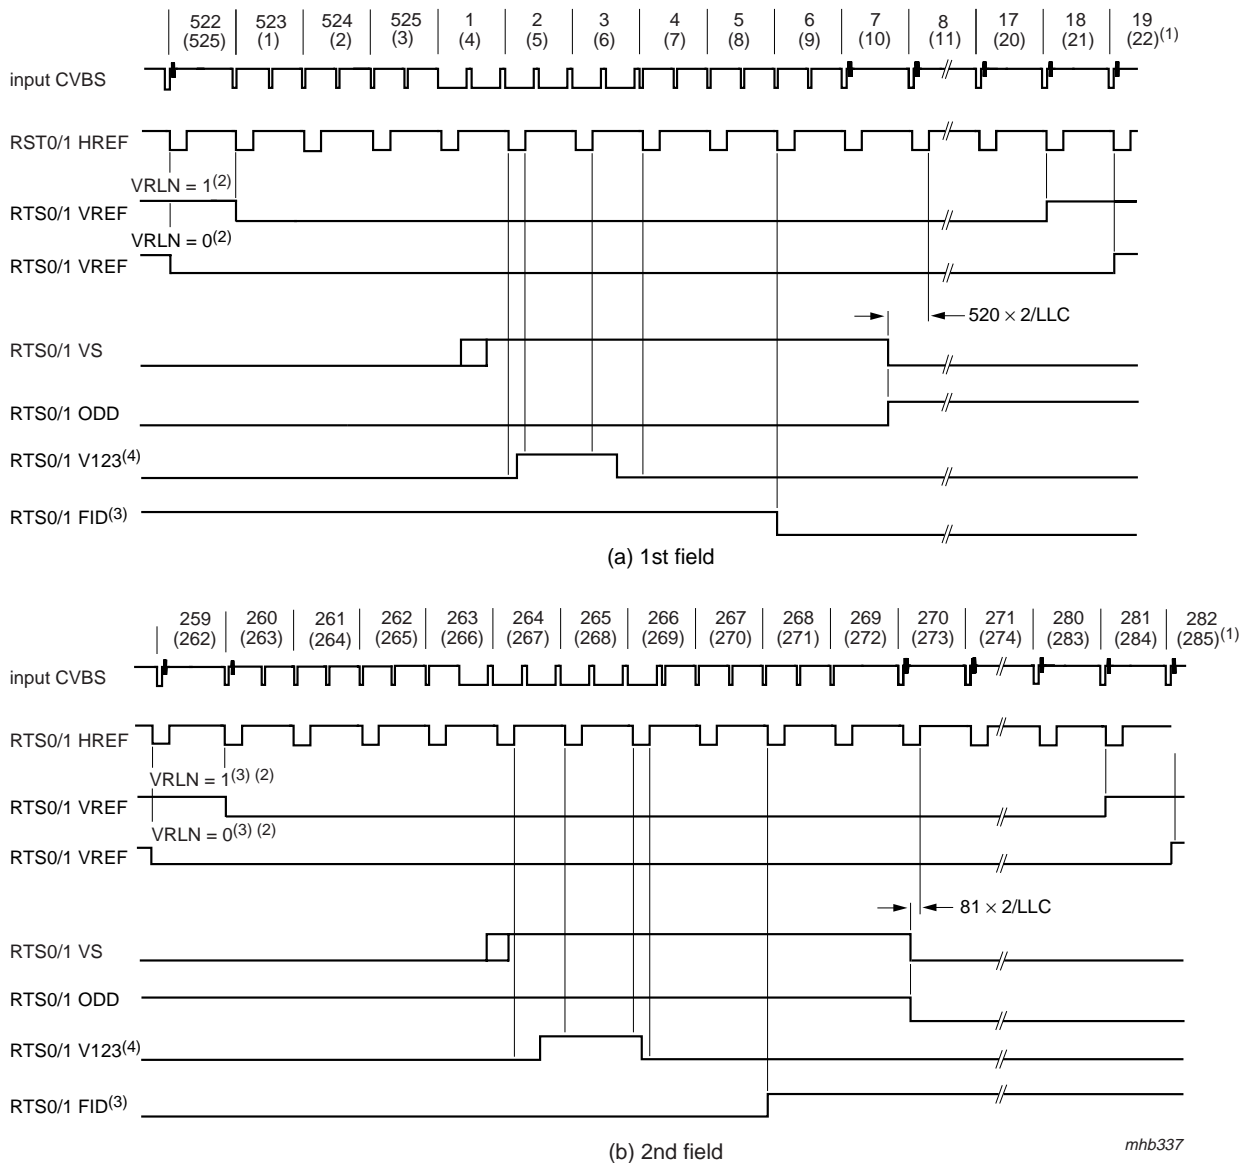 522 523 524 525 1 2 3 4 5 6 7 8 17 18 19
(525) (1) (2) (3) (4) (5) (6) (7) (8) (9) (10) (11) (20) (21) (22)(1)
input CVBS
RST0/1 HREF
VRLN = 1(2)
RTS0/1 VREF
VRLN = 0(2)
RTS0/1 VREF
520 × 2/LLC
RTS0/1 VS
RTS0/1 ODD
RTS0/1 V123(4)
RTS0/1 FID(3)
(a) 1st field
259 260 261 262 263 264 265 266 267 268 269 270 271 280 281 282
(262) (263) (264) (265) (266) (267) (268) (269) (270) (271) (272) (273) (274) (283) (284) (285)(1)
input CVBS
RTS0/1 HREF
VRLN = 1(3) (2)
RTS0/1 VREF
VRLN = 0(3) (2)
RTS0/1 VREF
81 × 2/LLC
RTS0/1 VS
RTS0/1 ODD
RTS0/1 V123(4)
RTS0/1 FID(3)
(b) 2nd field
mhb337